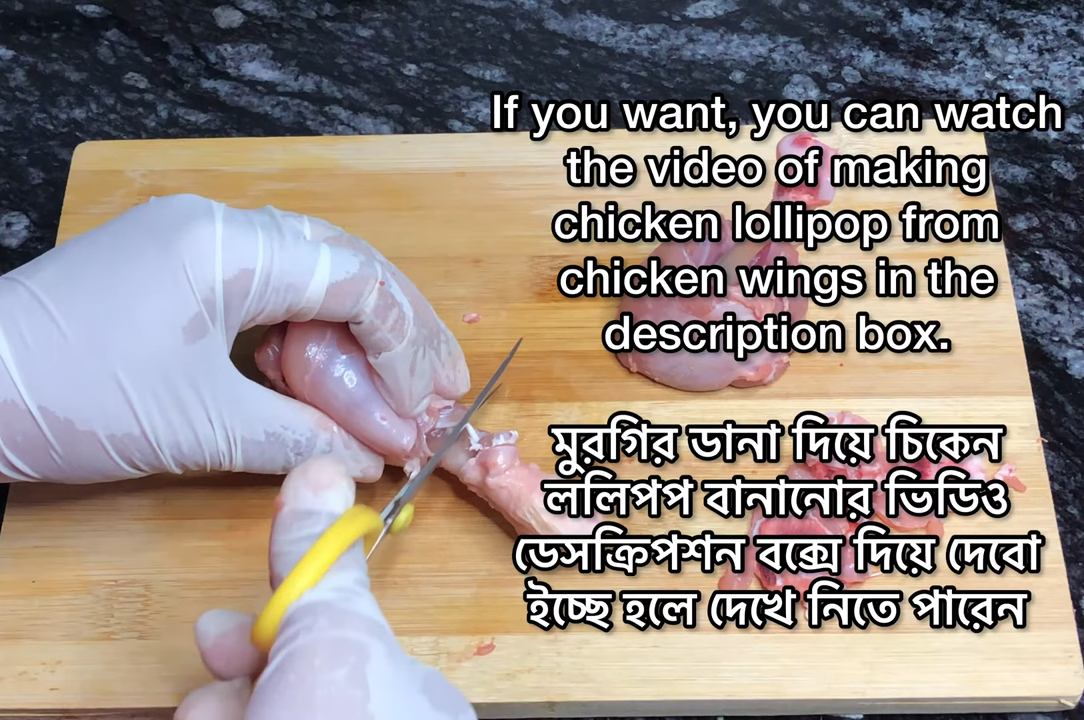 If you want, you can watch
the video of making
chicken lollipop from
chicken wings in the
description box.
মুরগির ডানা দিয়ে চিকেন
ললিপপ বানানোর ভিডিও
ডেসক্রিপশন বক্সে দিয়ে দেবো
ইচ্ছে হলে দেখে নিতে পারেন